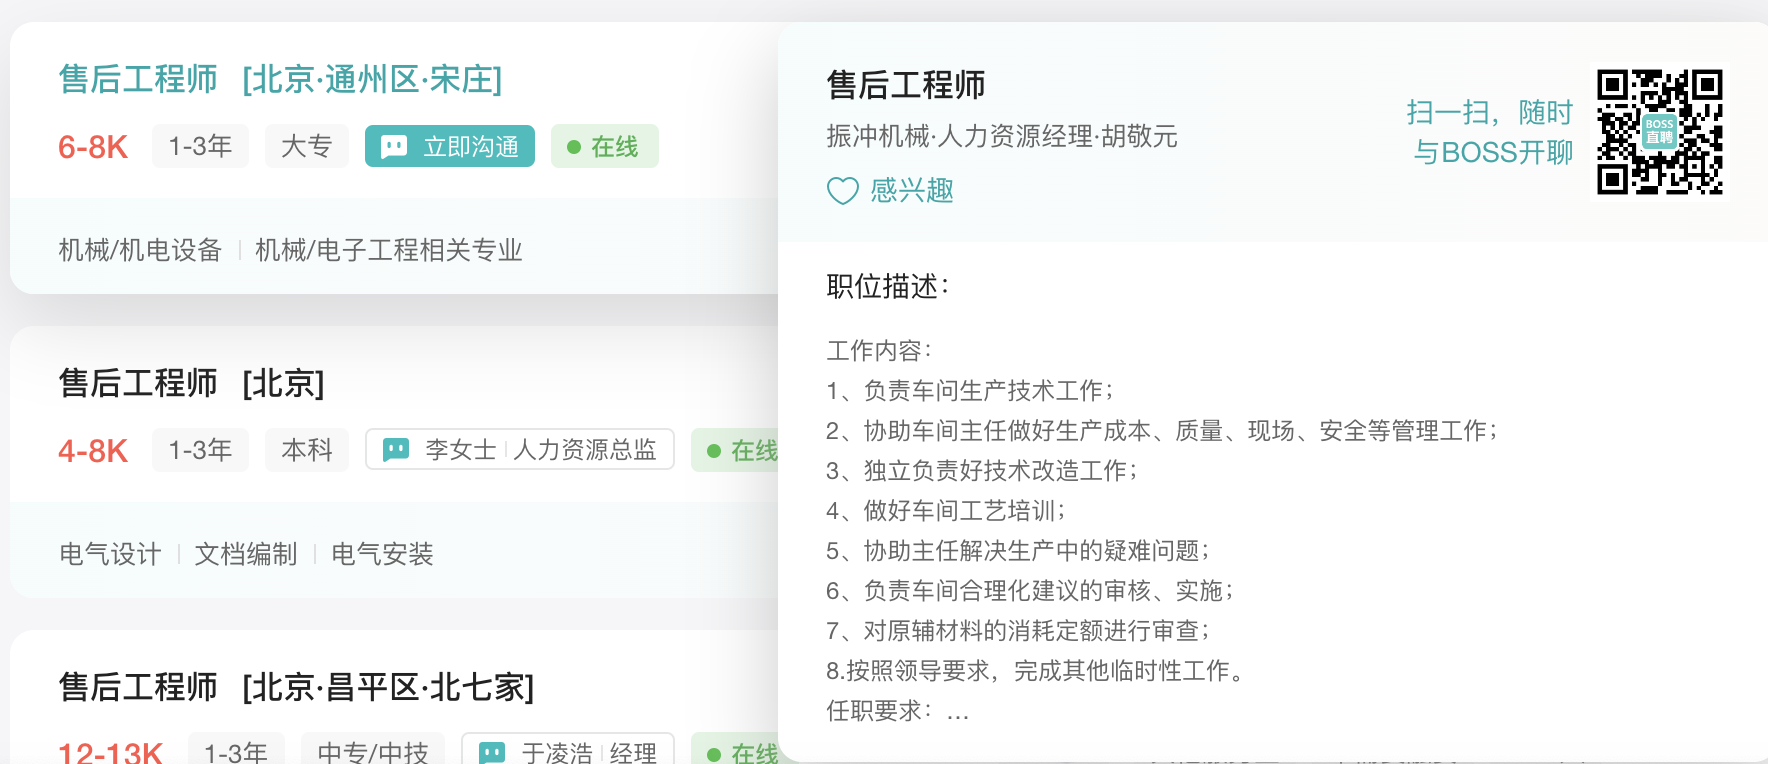 售后工程师 [北京·通州区·宋庄]
6-8K 1-3年 大专 立即沟通 在线
机械/机电设备 机械/电子工程相关专业
售后工程师 [北京]
4-8K 1-3年 本科 李女士 人力资源总监 在线
电气设计 文档编制 电气安装
售后工程师 [北京·昌平区·北七家]
12-13K 1-3年 中专/中技 于凌浩 经理 在线
售后工程师
振冲机械·人力资源经理·胡敬元
感兴趣
扫一扫，随时
与BOSS开聊
BOSS
直聘
职位描述：
工作内容：
1、负责车问生产技术工作；
2、协助车间主任做好生产成本、质量、现场、安全等管理工作；
3、独立负责好技术改造工作；
4、做好车间工艺培训；
5、协助主任解决生产中的疑难问题；
6、负责车间合理化建议的审核、实施；
7、对原辅材料的消耗定额进行审查；
8.按照领导要求，完成其他临时性工作。
任职要求：...